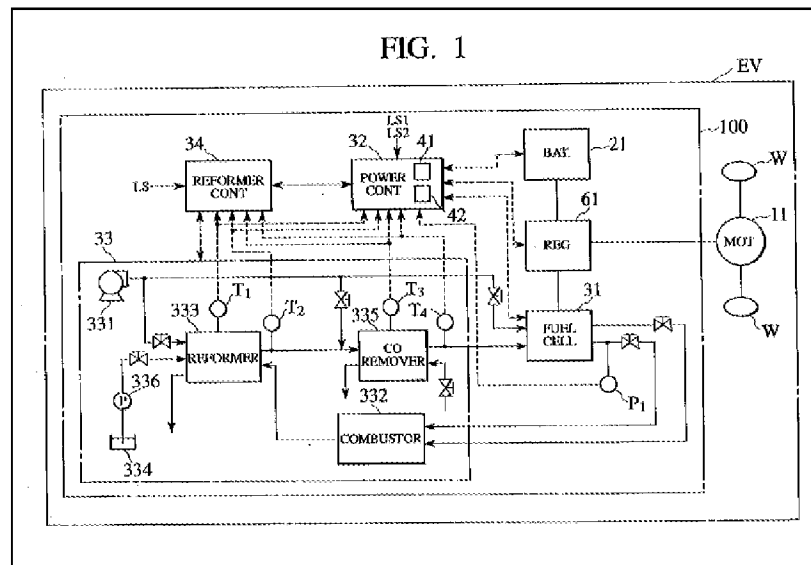 FIG. 1
EV
100
LS1
LS2
34
32
41
BAT.
21
W
LS
REFORMER
CONT
POWER
CONT
42
61
11
REG
MOT
33
331
T1
T2
T3
T4
333
335
31
W
REFORMER
CO
REMOVER
FUEL
CELL
336
P
332
P1
COMBUSTOR
334